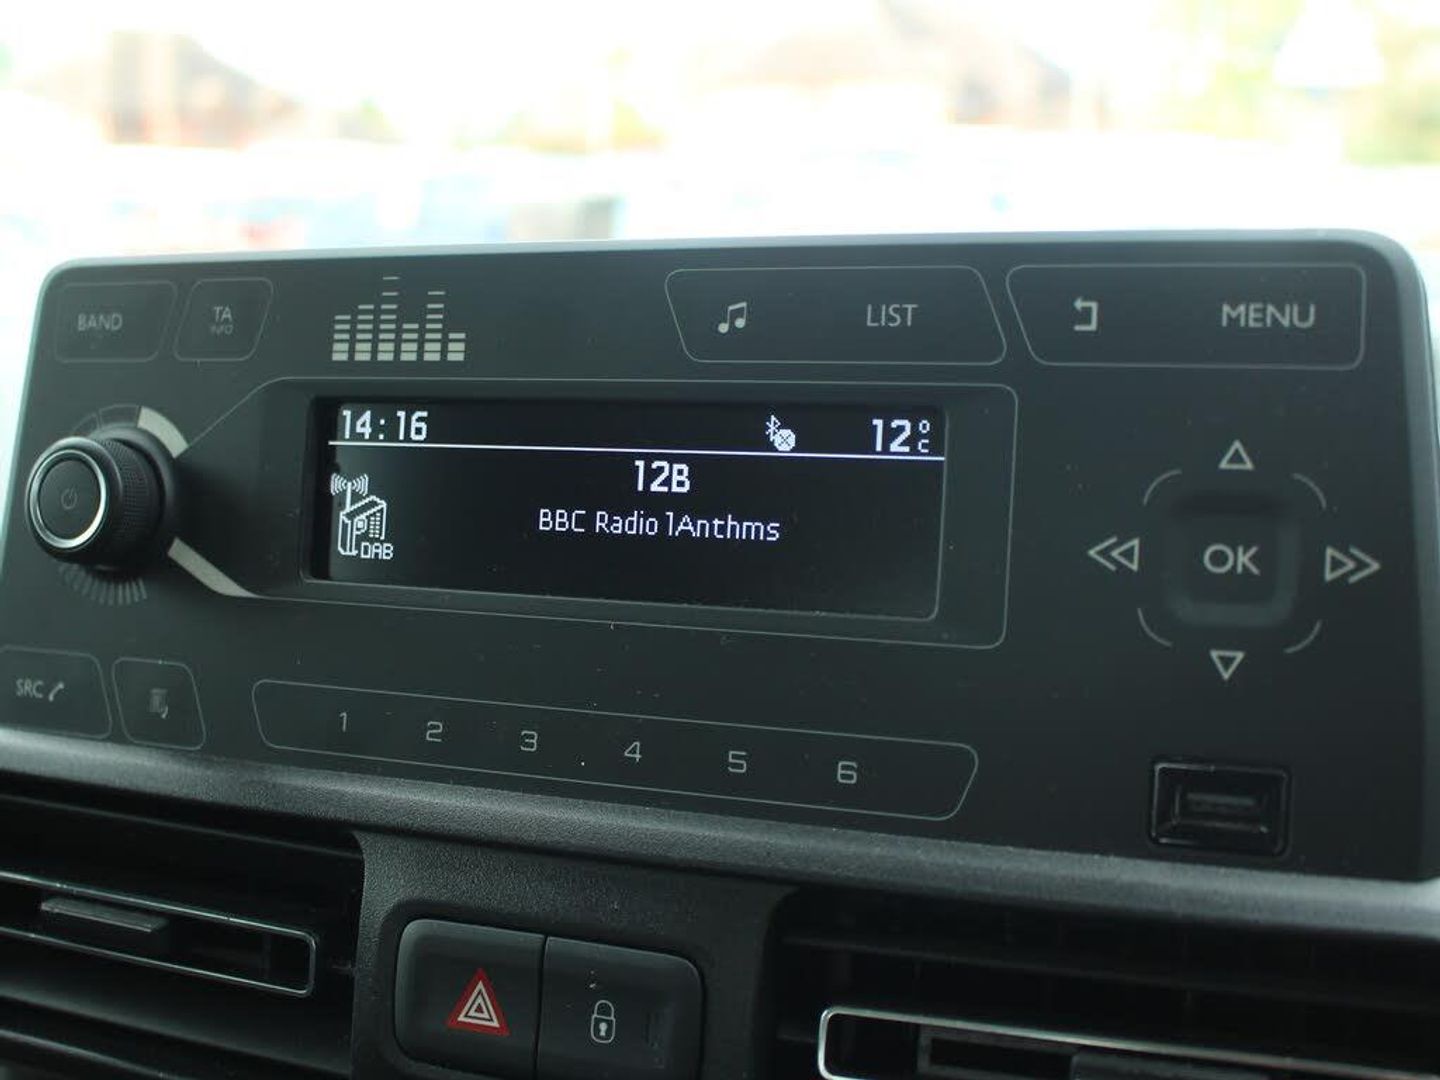 BAND
TA
INFO
LIST
MENU
14:16
12°C
12B
BBC Radio 1Anthms
DAB
OK
SRC
1 2 3 4 5 6